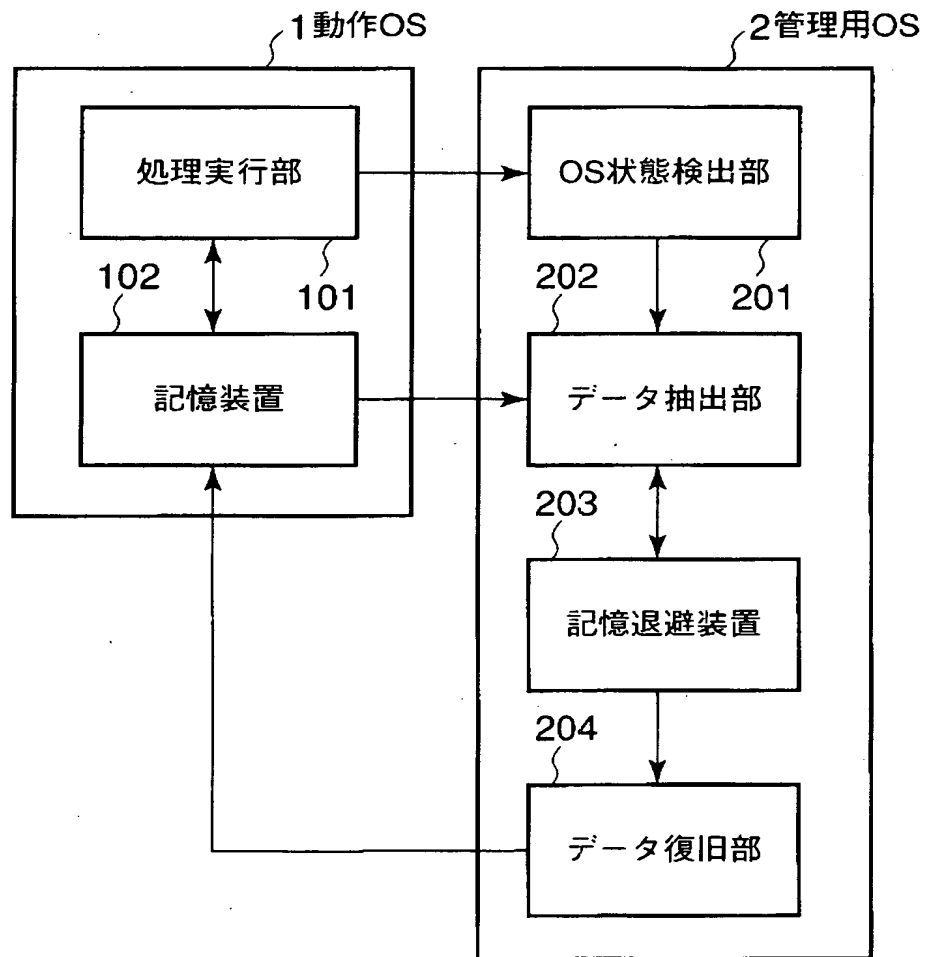 1動作OS
2管理用OS
処理実行部
OS状態検出部
102
101
202
201
記憶装置
データ抽出部
203
記憶退避装置
204
データ復旧部